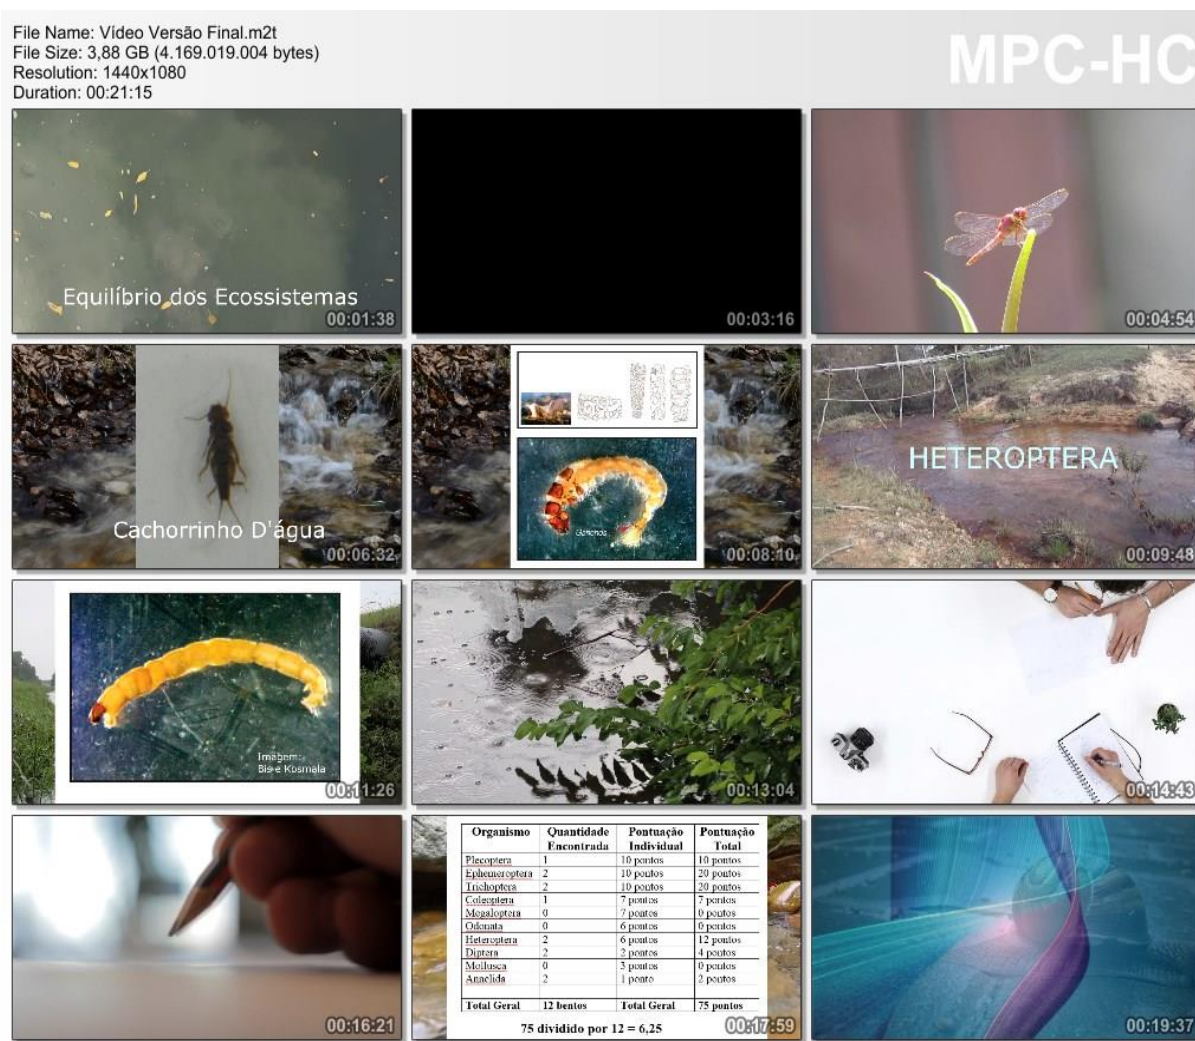 File Name: Vídeo Versão Final.m2t
File Size: 3,88 GB (4.169.019.004 bytes)
Resolution: 1440x1080
Duration: 00:21:15
MPC-HC
Equilíbrio dos Ecossistemas
00:01:38
00:03:16
00:04:54
Cachorrinho D'água
00:06:32
00:08:10
HETEROPTERA
00:09:48
Imagem:
Bis e Kosmala
00:11:26
00:13:04
00:14:43
00:16:21
Organismo Quantidade Encontrada Pontuação Individual Pontuação Total
Plecoptera 1 10 pontos 10 pontos
Ephemeroptera 2 10 pontos 20 pontos
Trichoptera 2 10 pontos 20 pontos
Coleoptera 1 7 pontos 7 pontos
Megaloptera 0 7 pontos 0 pontos
Odonata 0 6 pontos 0 pontos
Heteroptera 2 6 pontos 12 pontos
Diptera 2 2 pontos 4 pontos
Mollusca 0 3 pontos 0 pontos
Annelida 2 1 ponto 2 pontos
Total Geral 12 bentos Total Geral 75 pontos
75 dividido por 12 = 6,25
00:17:59
00:19:37